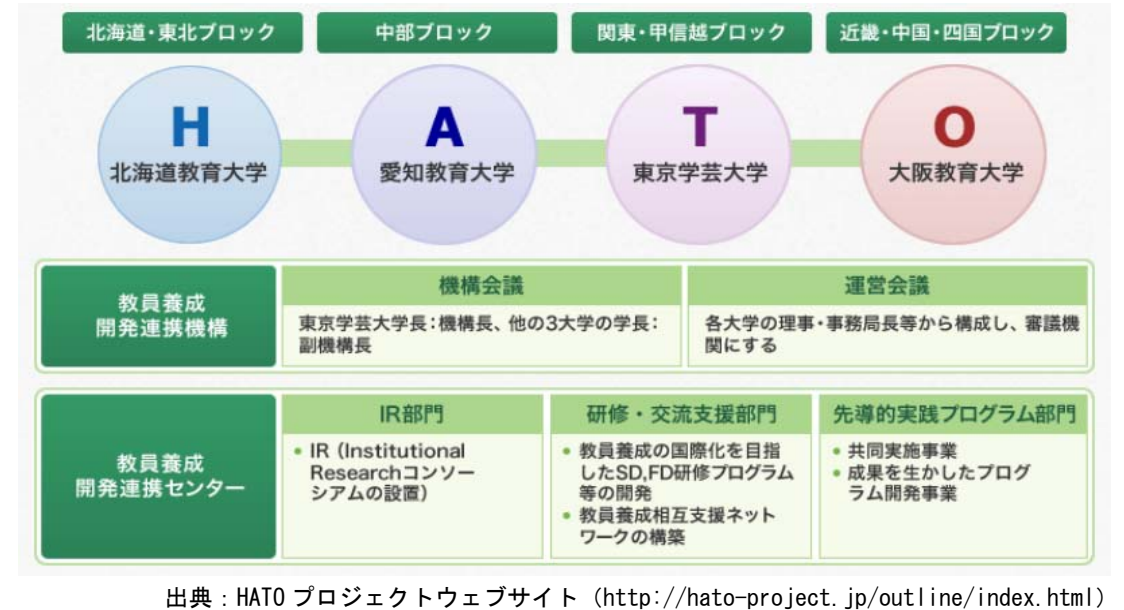 北海道・東北ブロック
中部ブロック
関東・甲信越ブロック
近畿・中国・四国ブロック
H
北海道教育大学
A
愛知教育大学
T
東京学芸大学
O
大阪教育大学
教員養成
開発連携機構
機構会議
東京学芸大学長：機構長、他の3大学の学長：
副機構長
運営会議
各大学の理事・事務局長等から構成し、審議機
関にする
教員養成
開発連携センター
IR部門
• IR（Institutional
Researchコンソー
シアムの設置）
研修・交流支援部門
• 教員養成の国際化を目指
したSD,FD研修プログラム
等の開発
• 教員養成相互支援ネット
ワークの構築
先導的実践プログラム部門
• 共同実施事業
• 成果を生かしたプログ
ラム開発事業
出典：HATO プロジェクトウェブサイト（http://hato-project.jp/outline/index.html）